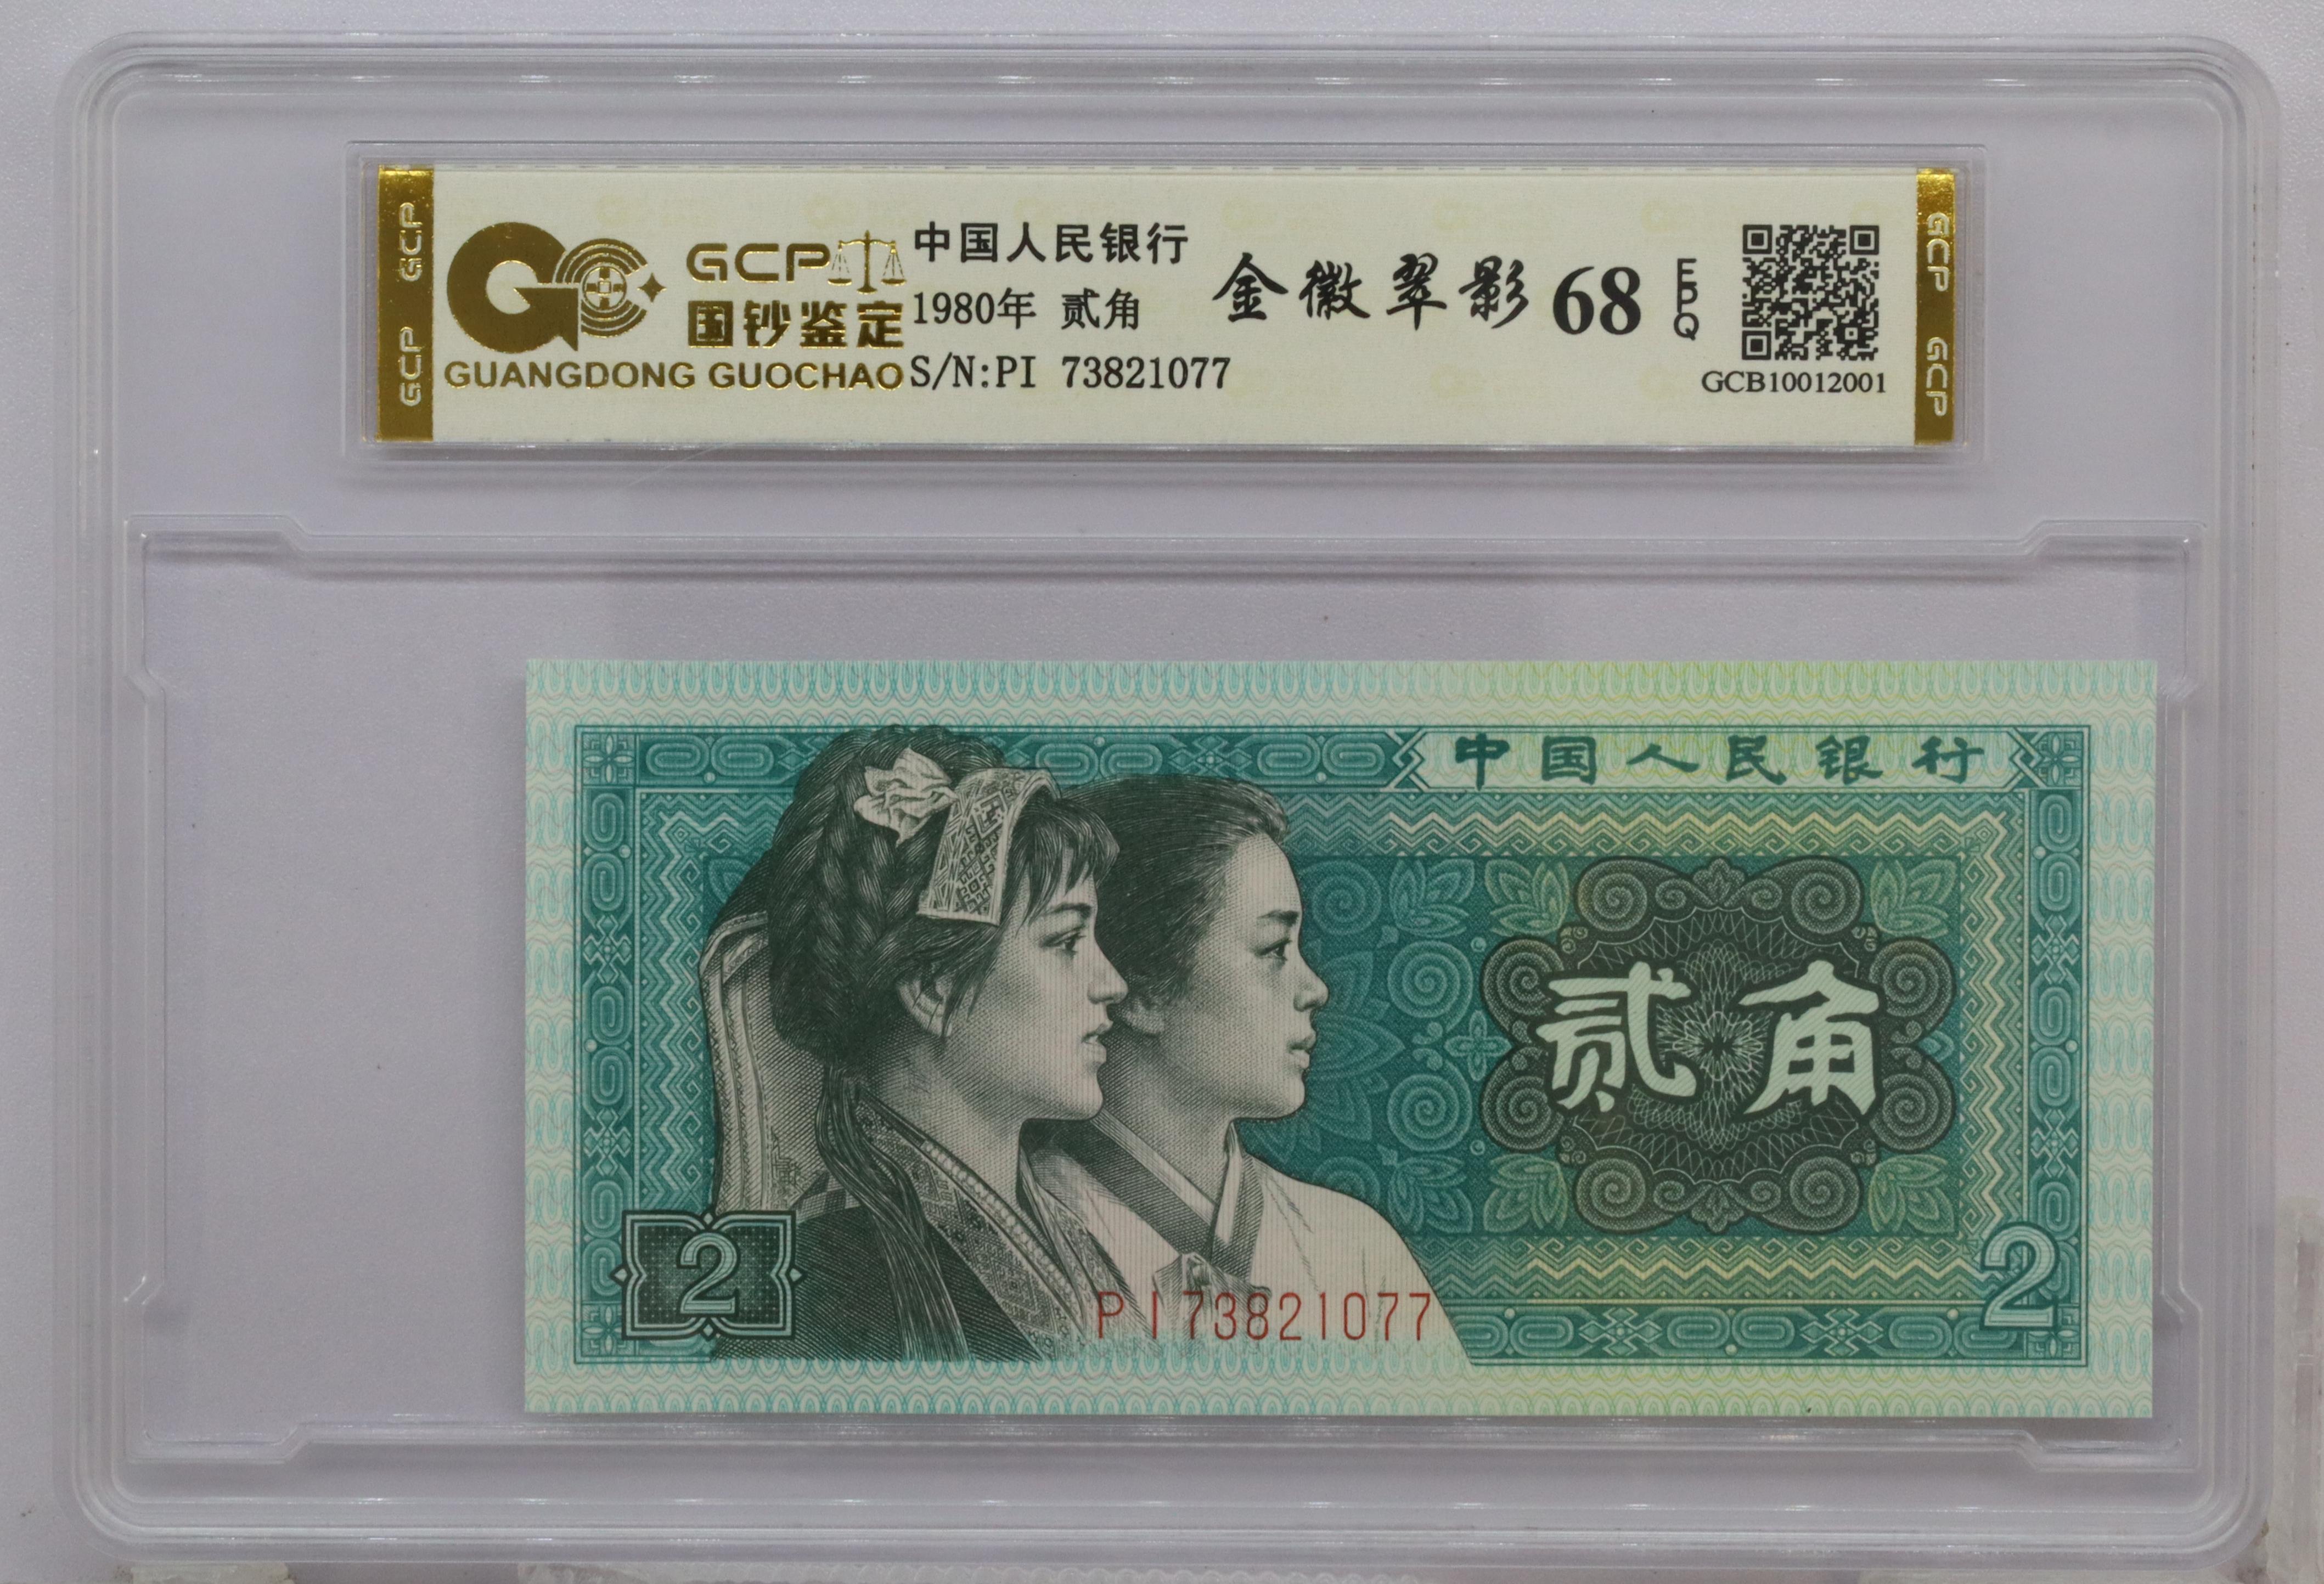 GCP GCP
GCP
国钞鉴定
GUANGDONG GUOCHAO
中国人民银行
1980年 贰角
S/N:PI 73821077
金徽翠影 68 EPQ
GCB10012001
GCP GCP
中国人民银行
贰角
2
PI73821077
2